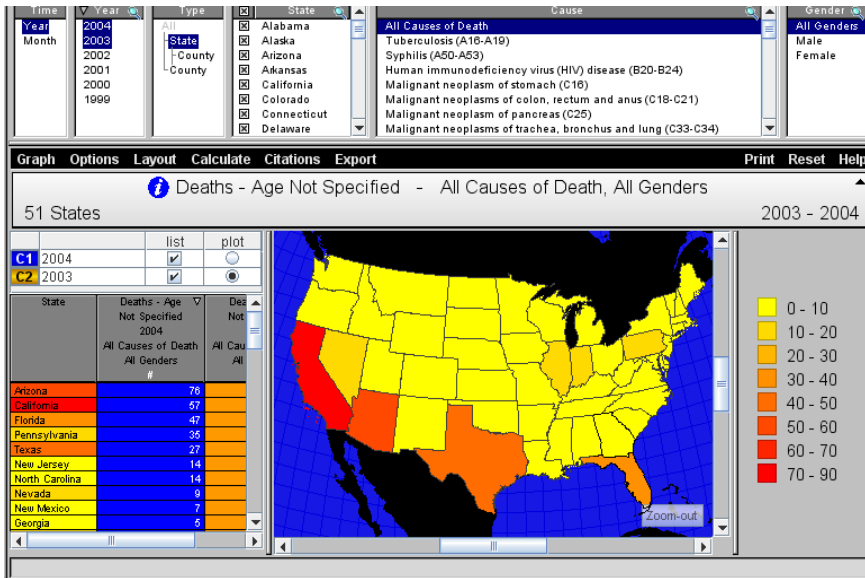 Time
Year
Month
Year
2004
2003
2002
2001
2000
1999
Type
All
State
County
County
State
Alabama
Alaska
Arizona
Arkansas
California
Colorado
Connecticut
Delaware
Cause
All Causes of Death
Tuberculosis (A16-A19)
Syphilis (A50-A53)
Human immunodeficiency virus (HIV) disease (B20-B24)
Malignant neoplasm of stomach (C16)
Malignant neoplasms of colon, rectum and anus (C18-C21)
Malignant neoplasm of pancreas (C25)
Malignant neoplasms of trachea, bronchus and lung (C33-C34)
Gender
All Genders
Male
Female
Graph Options Layout Calculate Citations Export Print Reset Help
Deaths - Age Not Specified - All Causes of Death, All Genders
51 States 2003 - 2004
list plot
C1 2004
C2 2003
State
Deaths - Age
Not Specified
2004
All Causes of Death
All Genders
#
Dea
Not
All Cau
All
Arizona 76
California 57
Florida 47
Pennsylvania 35
Texas 27
New Jersey 14
North Carolina 14
Nevada 9
New Mexico 7
Georgia 5
Zoom-out
0 - 10
10 - 20
20 - 30
30 - 40
40 - 50
50 - 60
60 - 70
70 - 90